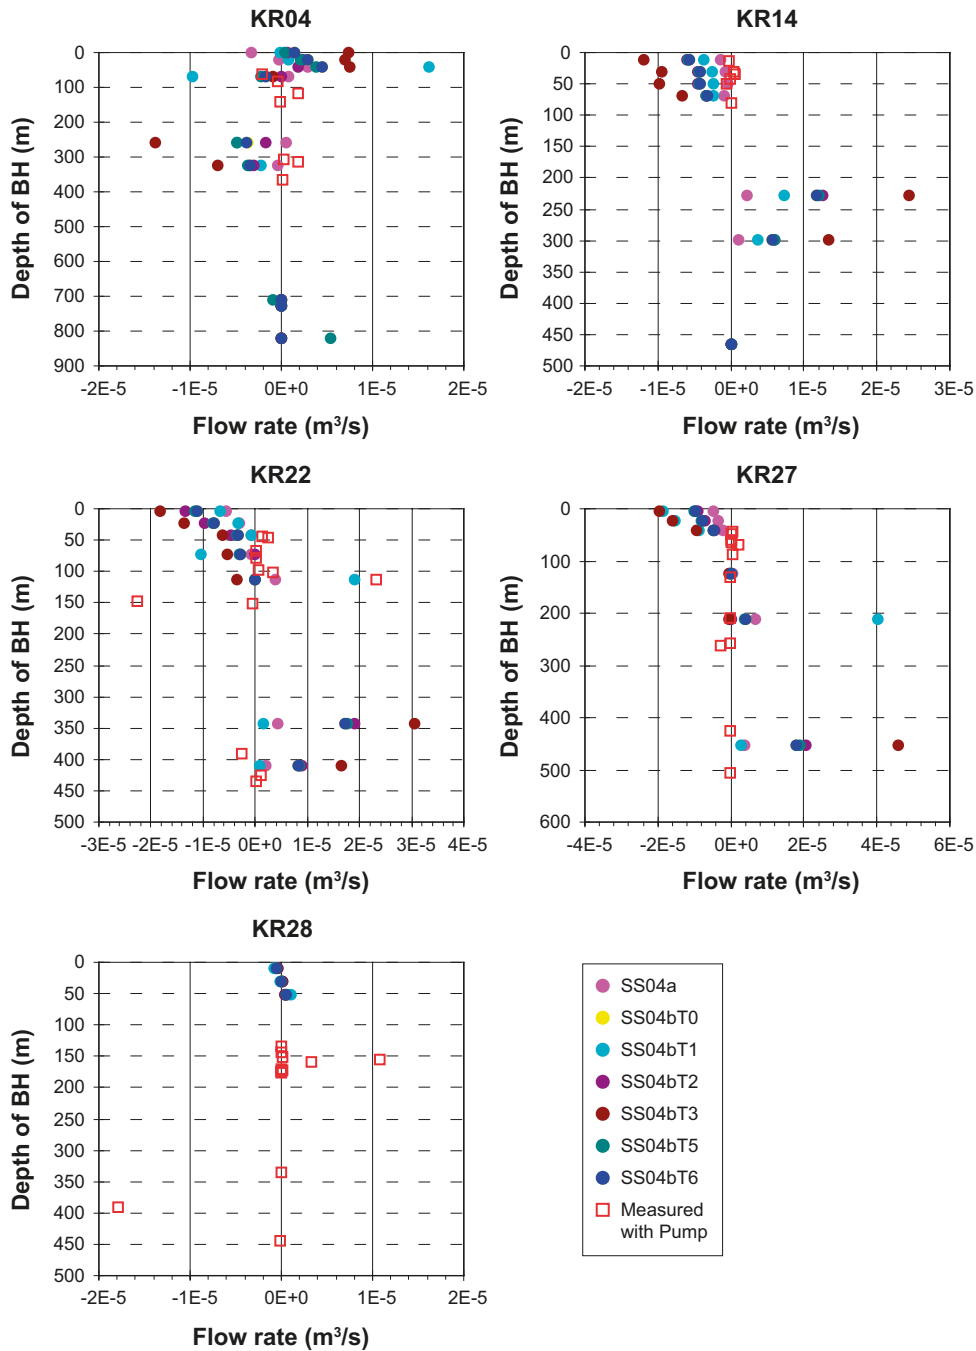 KR04
Depth of BH (m)
0
100
200
300
400
500
600
700
800
900
-2E-5 -1E-5 0E+0 1E-5 2E-5
Flow rate (m³/s)
KR14
Depth of BH (m)
0
50
100
150
200
250
300
350
400
450
500
-2E-5 -1E-5 0E+0 1E-5 2E-5 3E-5
Flow rate (m³/s)
KR22
Depth of BH (m)
0
50
100
150
200
250
300
350
400
450
500
-3E-5 -2E-5 -1E-5 0E+0 1E-5 2E-5 3E-5 4E-5
Flow rate (m³/s)
KR27
Depth of BH (m)
0
100
200
300
400
500
600
-4E-5 -2E-5 0E+0 2E-5 4E-5 6E-5
Flow rate (m³/s)
KR28
Depth of BH (m)
0
50
100
150
200
250
300
350
400
450
500
-2E-5 -1E-5 0E+0 1E-5 2E-5
Flow rate (m³/s)
SS04a
SS04bT0
SS04bT1
SS04bT2
SS04bT3
SS04bT5
SS04bT6
Measured
with Pump